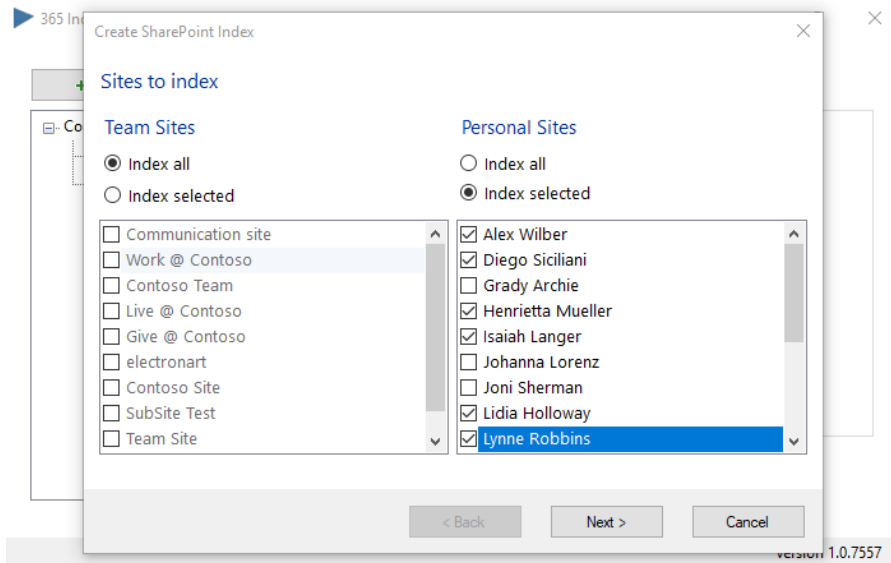 365 Ind
Create SharePoint Index
Sites to index
Co
Team Sites
Index all
Index selected
Communication site
Work @ Contoso
Contoso Team
Live @ Contoso
Give @ Contoso
electronart
Contoso Site
SubSite Test
Team Site
Personal Sites
Index all
Index selected
Alex Wilber
Diego Siciliani
Grady Archie
Henrietta Mueller
Isaiah Langer
Johanna Lorenz
Joni Sherman
Lidia Holloway
Lynne Robbins
< Back
Next >
Cancel
version 1.0.7557